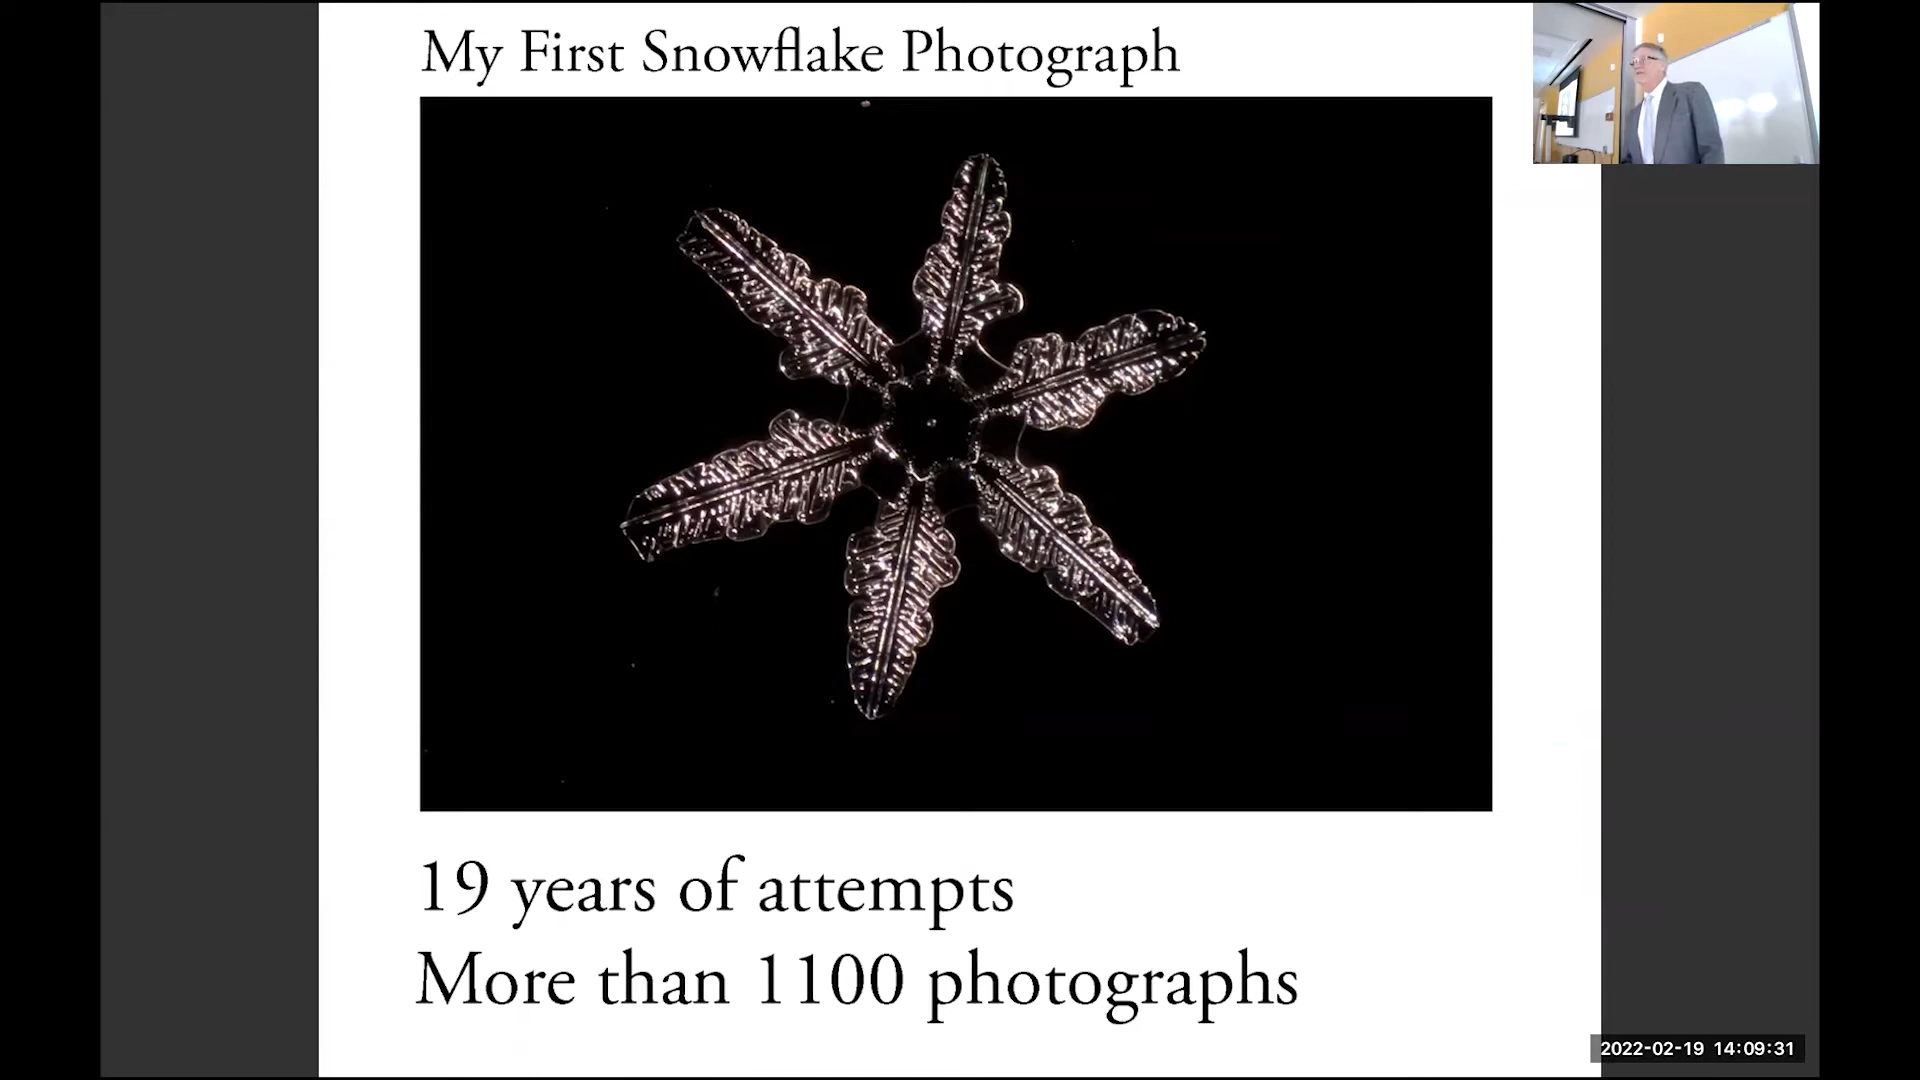 My First Snowflake Photograph
19 years of attempts
More than 1100 photographs
2022-02-19 14:09:31